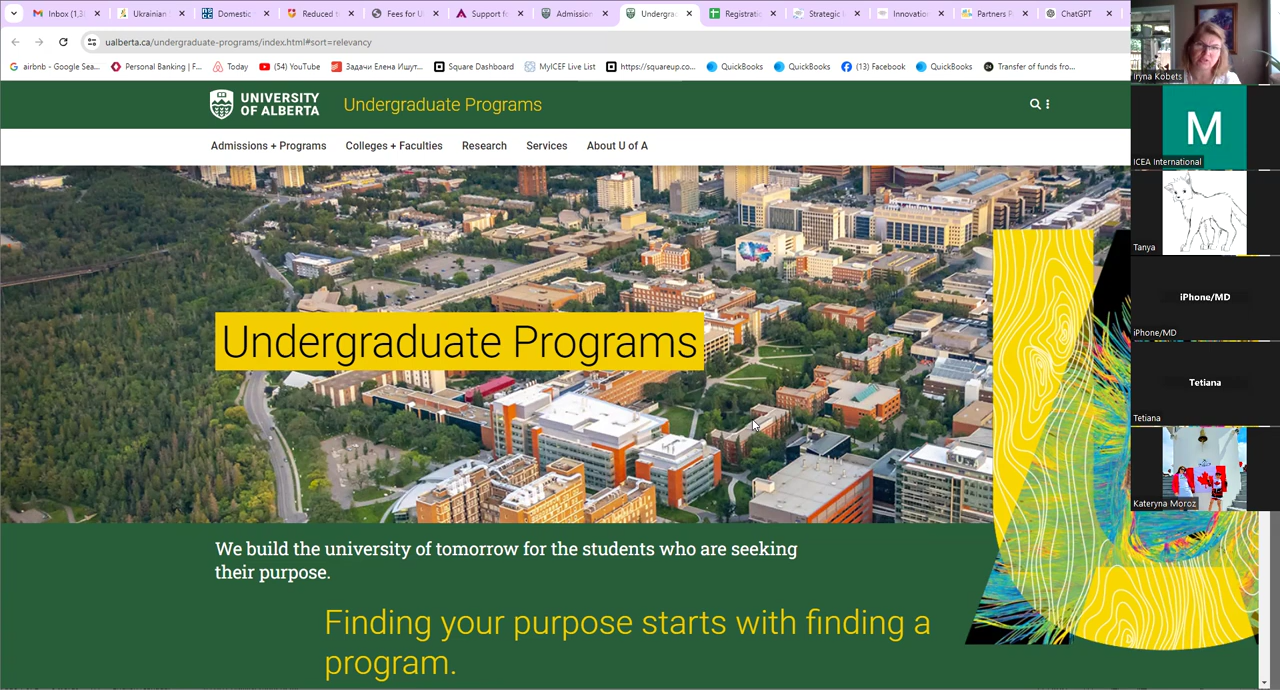 Inbox (1,3
Ukrainian
Domestic
Reduced t
Fees for U
Support f
Admission
Undergra
Registratio
Strategic
Innovation
Partners P
ChatGPT
ualberta.ca/undergraduate-programs/index.html#sort=relevancy
airbnb - Google Sea...
Personal Banking | F...
Today
(54) YouTube
Задачи Елена Ишут...
Square Dashboard
MyICEF Live List
https://squareup.co...
QuickBooks
QuickBooks
(13) Facebook
QuickBooks
Transfer of funds fro...
UNIVERSITY
OF ALBERTA
Undergraduate Programs
Admissions + Programs
Colleges + Faculties
Research
Services
About U of A
Undergraduate Programs
We build the university of tomorrow for the students who are seeking
their purpose.
Finding your purpose starts with finding a
program.
Iryna Kobets
M
ICEA International
Tanya
iPhone/MD
iPhone/MD
Tetiana
Tetiana
Kateryna Moroz